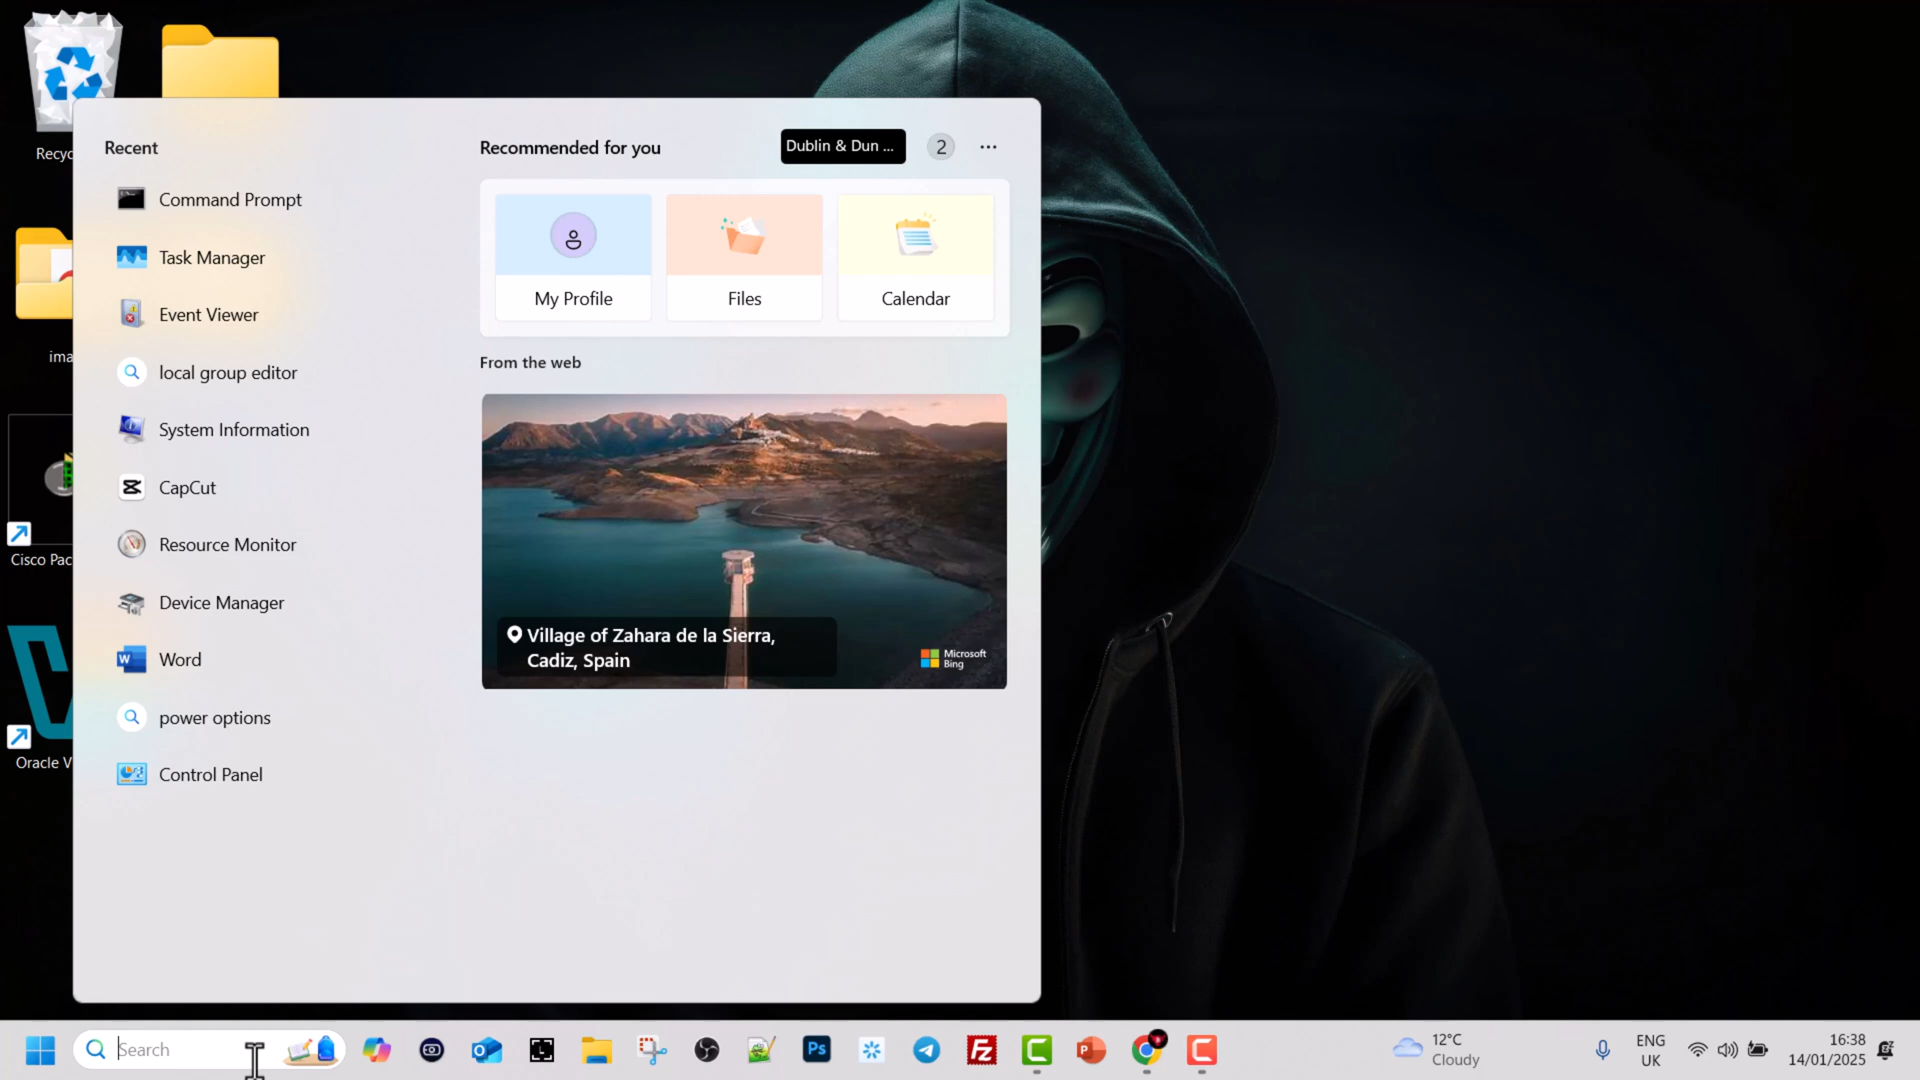 Recent
Recommended for you
Dublin & Dun ...
2
Command Prompt
Task Manager
Event Viewer
local group editor
System Information
CapCut
Resource Monitor
Device Manager
Word
power options
Control Panel
My Profile
Files
Calendar
From the web
Village of Zahara de la Sierra,
Cadiz, Spain
Microsoft
Bing
Recyc
ima
Cisco Pac
Oracle V
Search
Ps
Fz
12°C
Cloudy
ENG
UK
16:38
14/01/2025